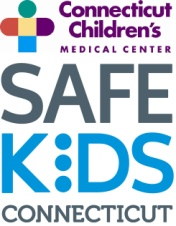 Connecticut
Children's
MEDICAL CENTER
SAFE
KIDS
CONNECTICUT